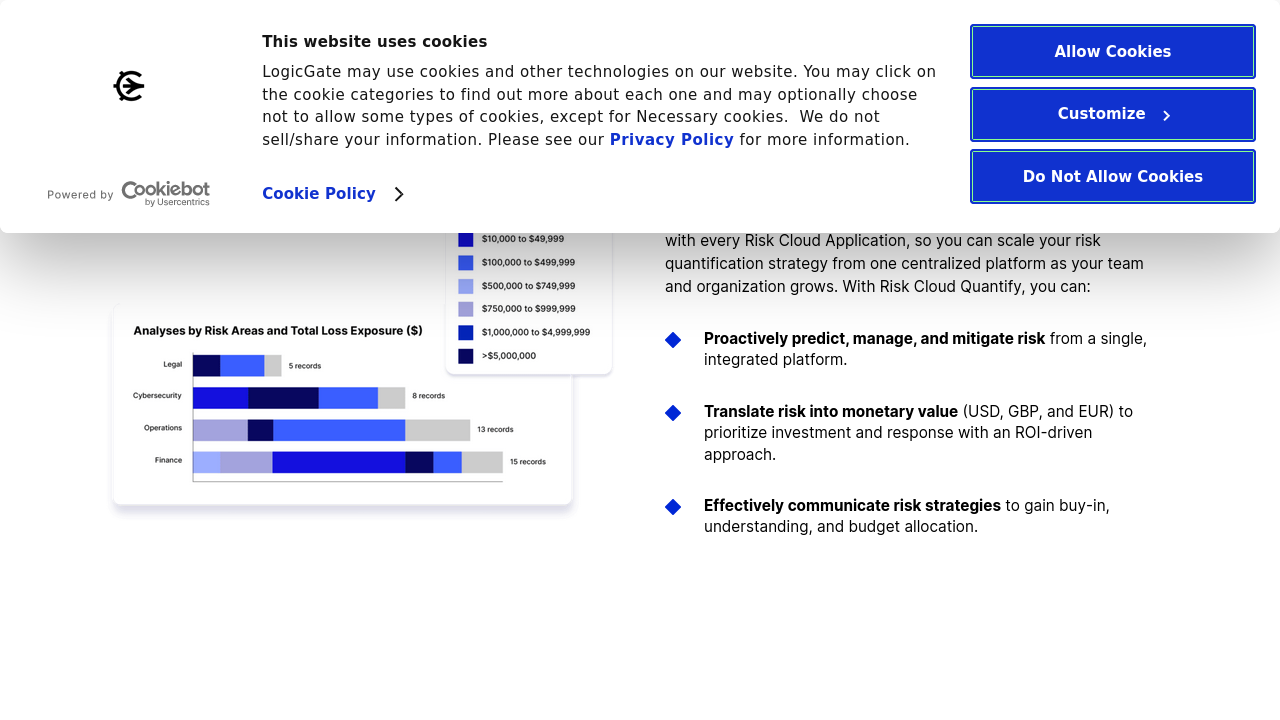 This website uses cookies
LogicGate may use cookies and other technologies on our website. You may click on
the cookie categories to find out more about each one and may optionally choose
not to allow some types of cookies, except for Necessary cookies.  We do not
sell/share your information. Please see our Privacy Policy for more information.
Cookie Policy
Powered by Cookiebot
by Usercentrics
Allow Cookies
Customize
Do Not Allow Cookies
$10,000 to $49,999
$100,000 to $499,999
$500,000 to $749,999
$750,000 to $999,999
$1,000,000 to $4,999,999
>$5,000,000
Analyses by Risk Areas and Total Loss Exposure ($)
Legal 5 records
Cybersecurity 8 records
Operations 13 records
Finance 15 records
with every Risk Cloud Application, so you can scale your risk
quantification strategy from one centralized platform as your team
and organization grows. With Risk Cloud Quantify, you can:
Proactively predict, manage, and mitigate risk from a single,
integrated platform.
Translate risk into monetary value (USD, GBP, and EUR) to
prioritize investment and response with an ROI-driven
approach.
Effectively communicate risk strategies to gain buy-in,
understanding, and budget allocation.